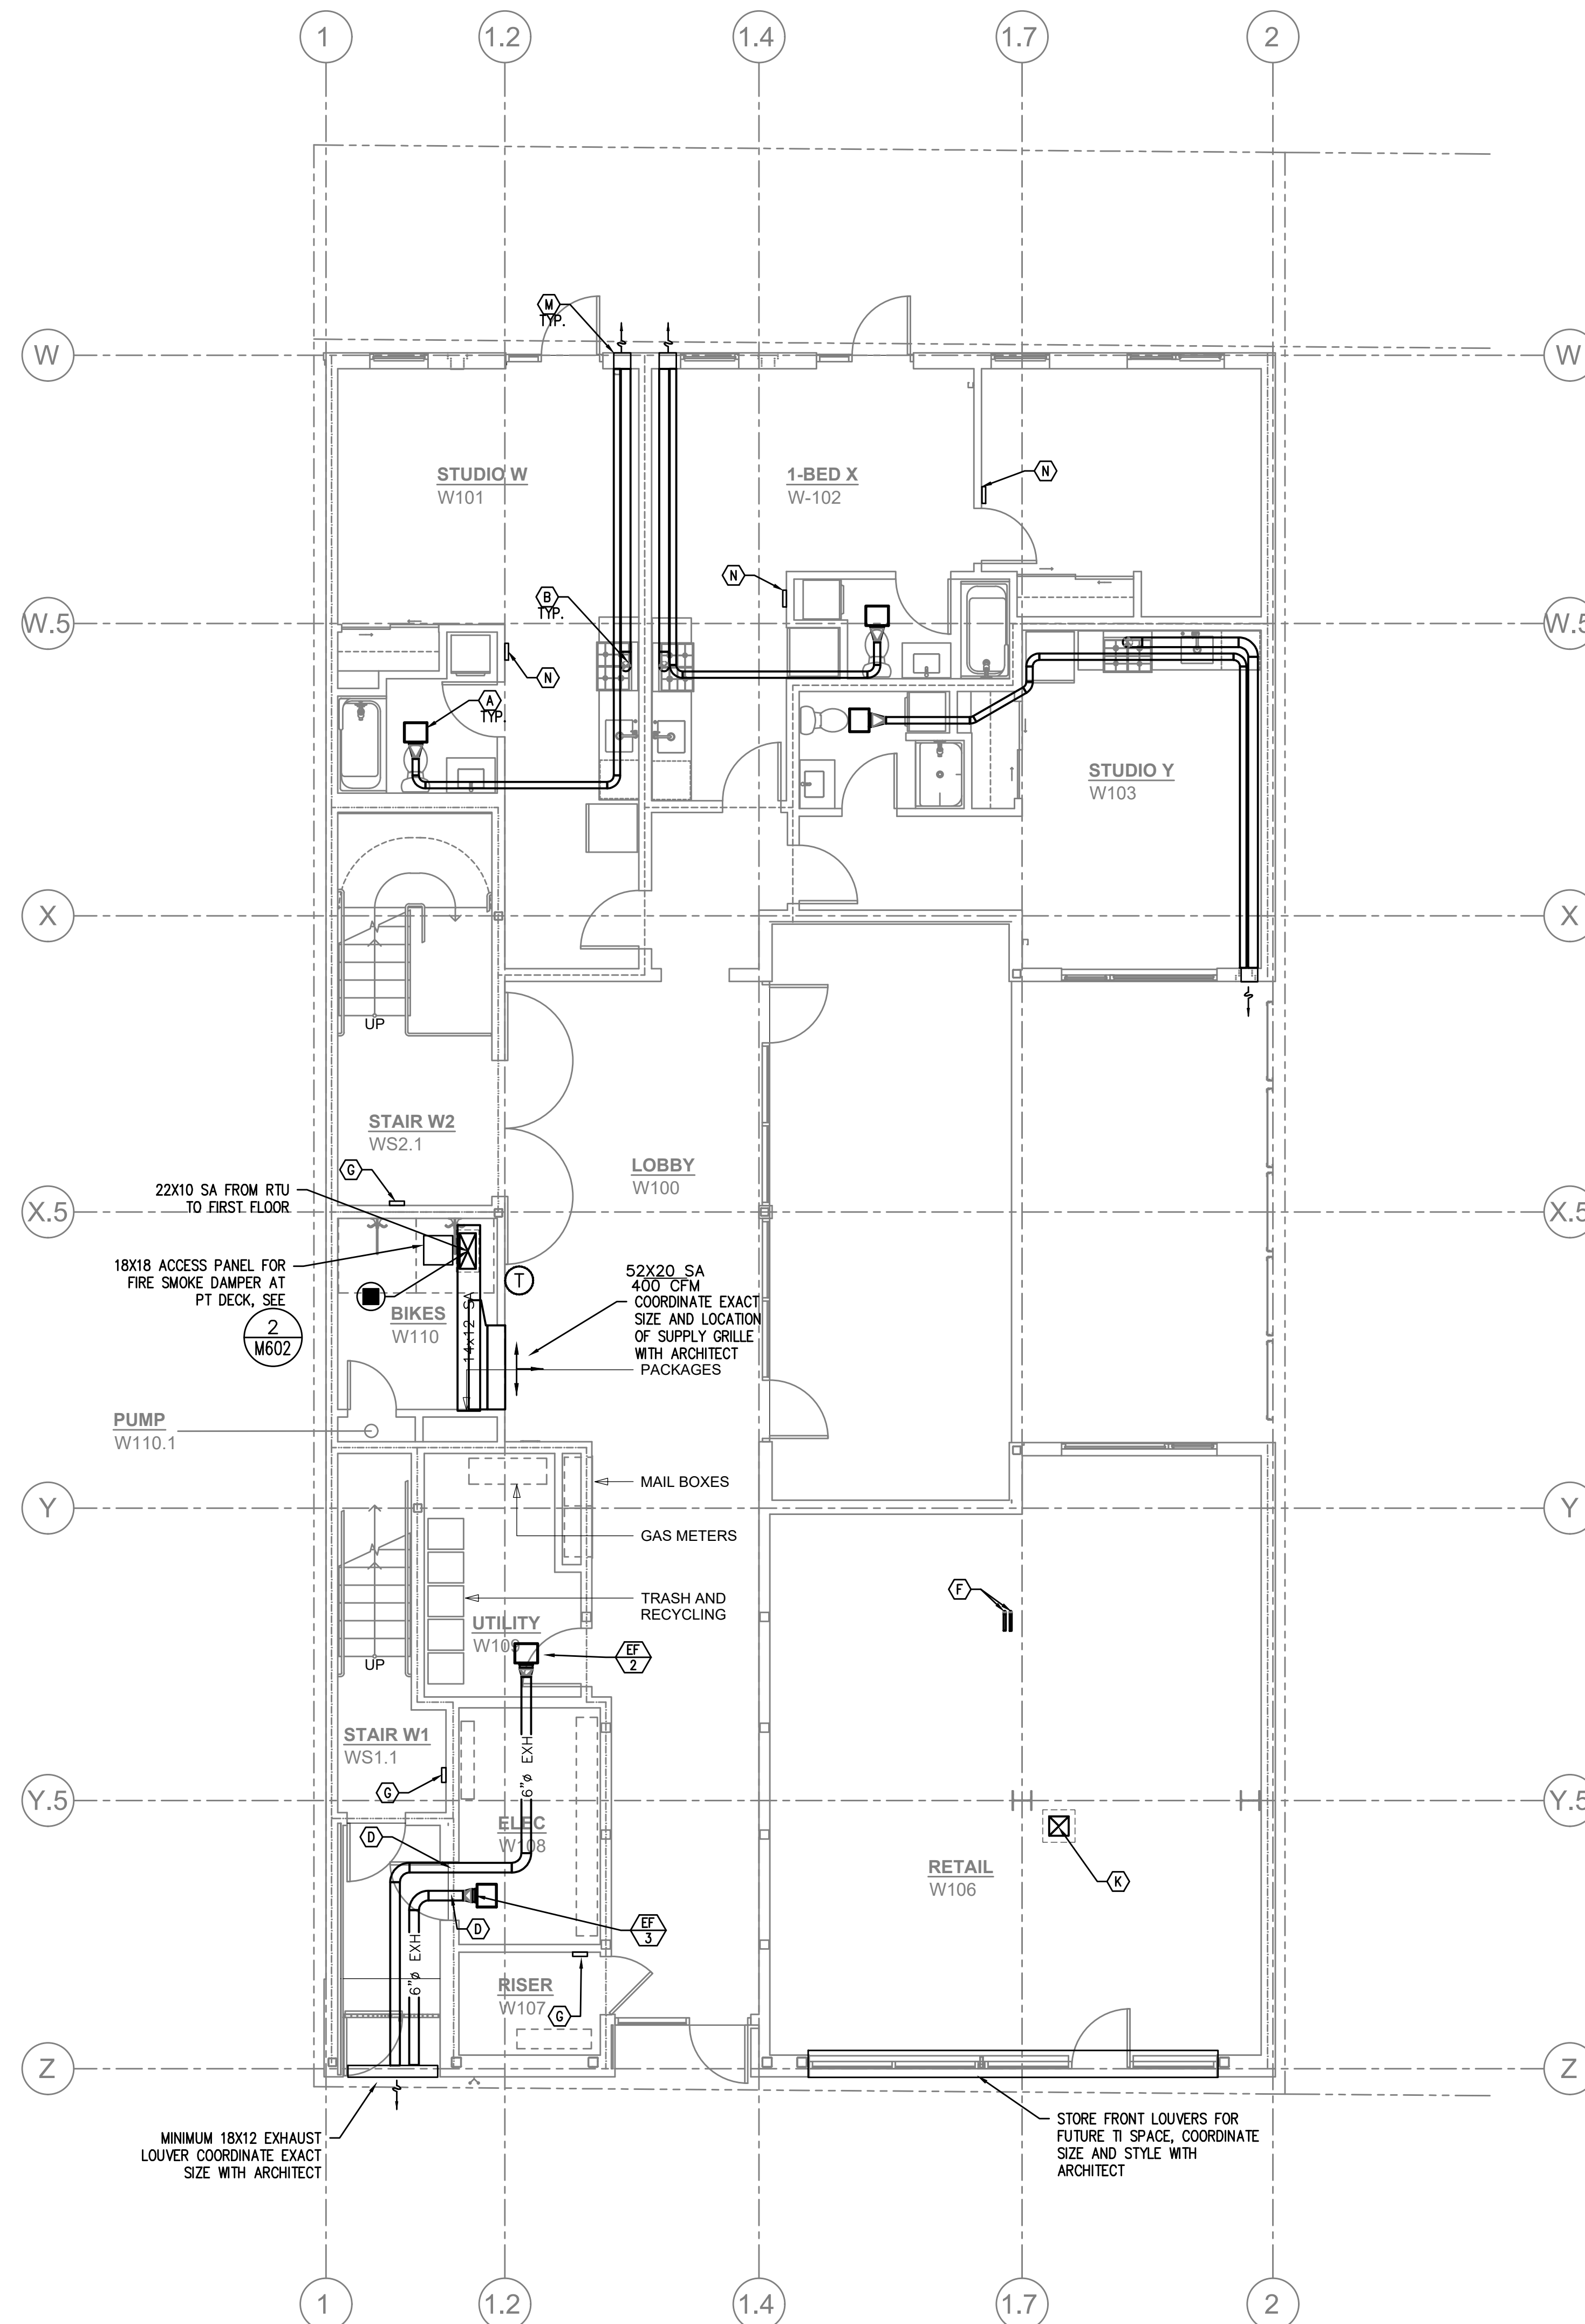 1
1.2
1.4
1.7
2
M
TYP.
W
W
STUDIO W
W101
1-BED X
W-102
N
N
B
TYP.
W.5
W.5
N
A
TYP.
STUDIO Y
W103
X
X
UP
STAIR W2
WS2.1
G
LOBBY
W100
22X10 SA FROM RTU
TO FIRST FLOOR
X.5
X.5
18X18 ACCESS PANEL FOR
FIRE SMOKE DAMPER AT
PT DECK, SEE
2
M602
T
BIKES
W110
14x12 SA
52X20 SA
400 CFM
COORDINATE EXACT
SIZE AND LOCATION
OF SUPPLY GRILLE
WITH ARCHITECT
PACKAGES
PUMP
W110.1
MAIL BOXES
Y
Y
GAS METERS
TRASH AND
RECYCLING
F
UTILITY
W109
EF
2
UP
STAIR W1
WS1.1
6"ø EXH
G
Y.5
Y.5
ELEC
W108
D
RETAIL
W106
K
D
EF
3
6"ø EXH
RISER
W107
G
Z
Z
MINIMUM 18X12 EXHAUST
LOUVER COORDINATE EXACT
SIZE WITH ARCHITECT
STORE FRONT LOUVERS FOR
FUTURE TI SPACE, COORDINATE
SIZE AND STYLE WITH
ARCHITECT
1
1.2
1.4
1.7
2